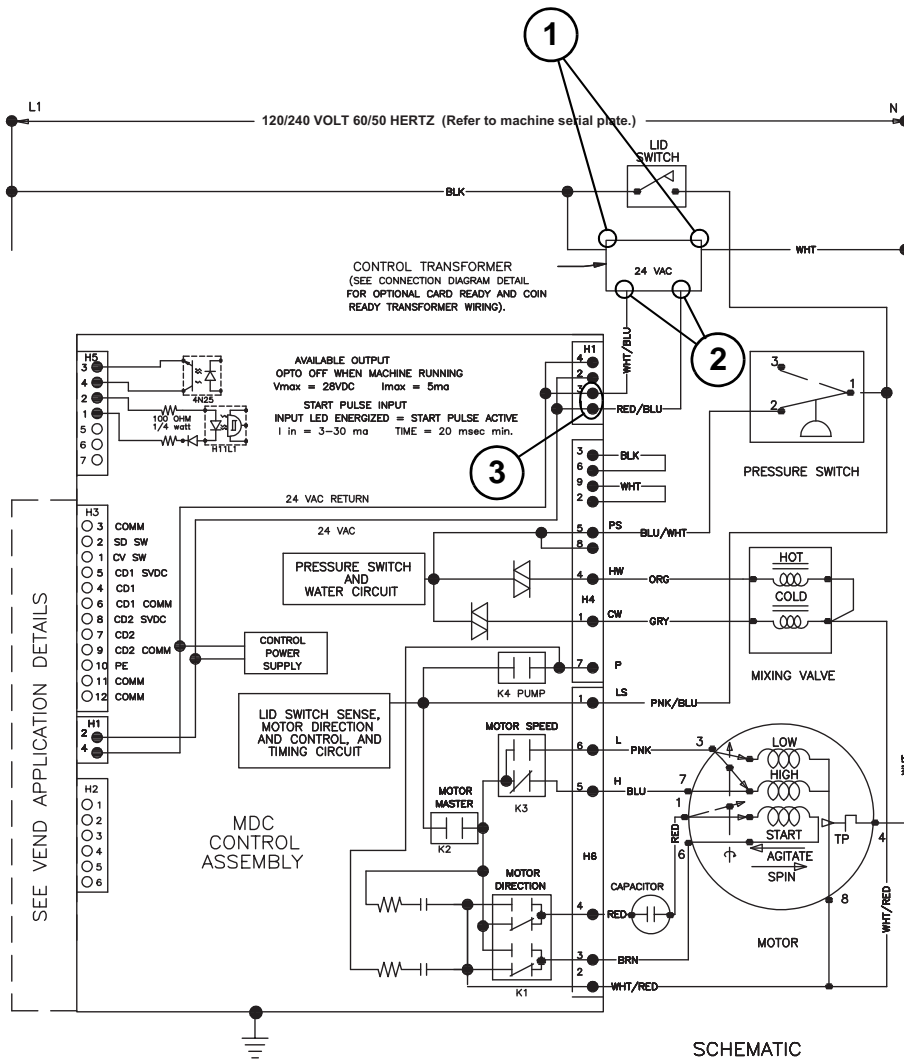 1
L1
N
120/240 VOLT 60/50 HERTZ (Refer to machine serial plate.)
LID
SWITCH
BLK
WHT
CONTROL TRANSFORMER
(SEE CONNECTION DIAGRAM DETAIL
FOR OPTIONAL CARD READY AND COIN
READY TRANSFORMER WIRING).
24 VAC
2
WHT/BLU
H5
3
4
2
1
5
6
7
4N25
100 OHM
1/4 watt
H11L1
AVAILABLE OUTPUT
OPTO OFF WHEN MACHINE RUNNING
Vmax = 28VDC Imax = 5ma
START PULSE INPUT
INPUT LED ENERGIZED = START PULSE ACTIVE
I in = 3-30 ma TIME = 20 msec min.
H1
4
2
3
RED/BLU
3
3
1
2
PRESSURE SWITCH
3
BLK
6
9
WHT
2
24 VAC RETURN
24 VAC
5
PS
BLU/WHT
8
SEE VEND APPLICATION DETAILS
H3
3 COMM
2 SD SW
1 CV SW
5 CD1 SVDC
4 CD1
6 CD1 COMM
8 CD2 SVDC
7 CD2
9 CD2 COMM
10 PE
11 COMM
12 COMM
PRESSURE SWITCH
AND
WATER CIRCUIT
4
HW
ORG
HOT
COLD
H4
1
CW
GRY
MIXING VALVE
CONTROL
POWER
SUPPLY
K4 PUMP
7
P
H1
2
4
LID SWITCH SENSE,
MOTOR DIRECTION
AND CONTROL, AND
TIMING CIRCUIT
1
LS
PNK/BLU
MOTOR SPEED
K3
6
L
PNK
5
H
BLU
3
7
1
6
LOW
HIGH
START
AGITATE
SPIN
TP
4
8
MOTOR
RED
WHT
WHT/RED
H2
1
2
3
4
5
6
MDC
CONTROL
ASSEMBLY
MOTOR
MASTER
K2
H6
MOTOR
DIRECTION
K1
4
RED
CAPACITOR
3
BRN
2
WHT/RED
SCHEMATIC